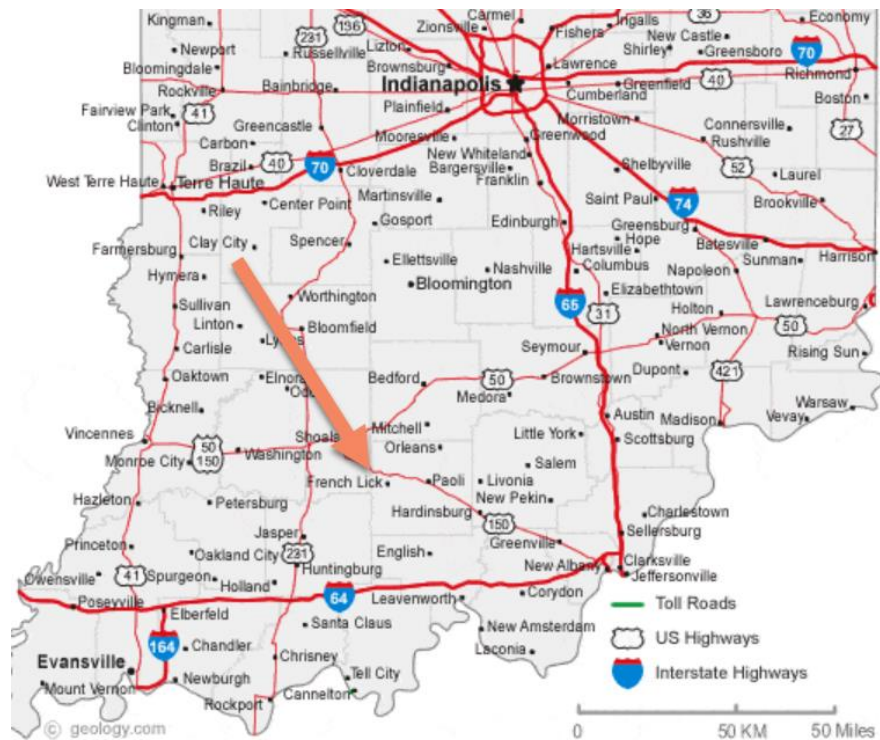 Kingman
231
136
Zionsville
Carmel
Fishers
Ingalls
36
Economy
Newport
Russellville
Lizton
New Castle
Shirley
Greensboro
70
Bloomingdale
Brownsburg
Lawrence
Richmond
Rockville
Bainbridge
Indianapolis
Cumberland
Greenfield
40
Fairview Park
41
Plainfield
Boston
Clinton
Greencastle
Mooresville
Greenwood
Morristown
Connersville
27
Carbon
Rushville
Brazil
40
70
Cloverdale
New Whiteland
Bargersville
Shelbyville
52
West Terre Haute
Terre Haute
Franklin
Laurel
Center Point
Martinsville
Saint Paul
74
Brookville
Riley
Gosport
Edinburgh
Greensburg
Farmersburg
Clay City
Spencer
Hope
Batesville
Hartsville
Ellettsville
Nashville
Columbus
Napoleon
Sunman
Harrison
Hymera
Bloomington
Elizabethtown
Sullivan
Worthington
65
31
Holton
Lawrenceburg
Linton
Bloomfield
North Vernon
50
Carlisle
Seymour
Vernon
Rising Sun
Oaktown
Bedford
50
Brownstown
Dupont
421
Medora
Bicknell
Austin
Madison
Warsaw
Vevay
Mitchell
Little York
Vincennes
50
150
Washington
Orleans
Scottsburg
Monroe City
Salem
French Lick
Paoli
Livonia
Hazleton
Petersburg
New Pekin
Charlestown
Hardinsburg
150
Sellersburg
Princeton
Jasper
Oakland City
231
English
Greenville
Huntingburg
New Albany
Clarksville
Jeffersonville
Owensville
41
Spurgeon
Holland
Poseyville
64
Leavenworth
Corydon
Toll Roads
Elberfeld
Santa Claus
New Amsterdam
US Highways
164
Chandler
Laconia
Evansville
Chrisney
Interstate Highways
Mount Vernon
Newburgh
Tell City
Rockport
Cannelton
© geology.com
0
50 KM
50 Miles